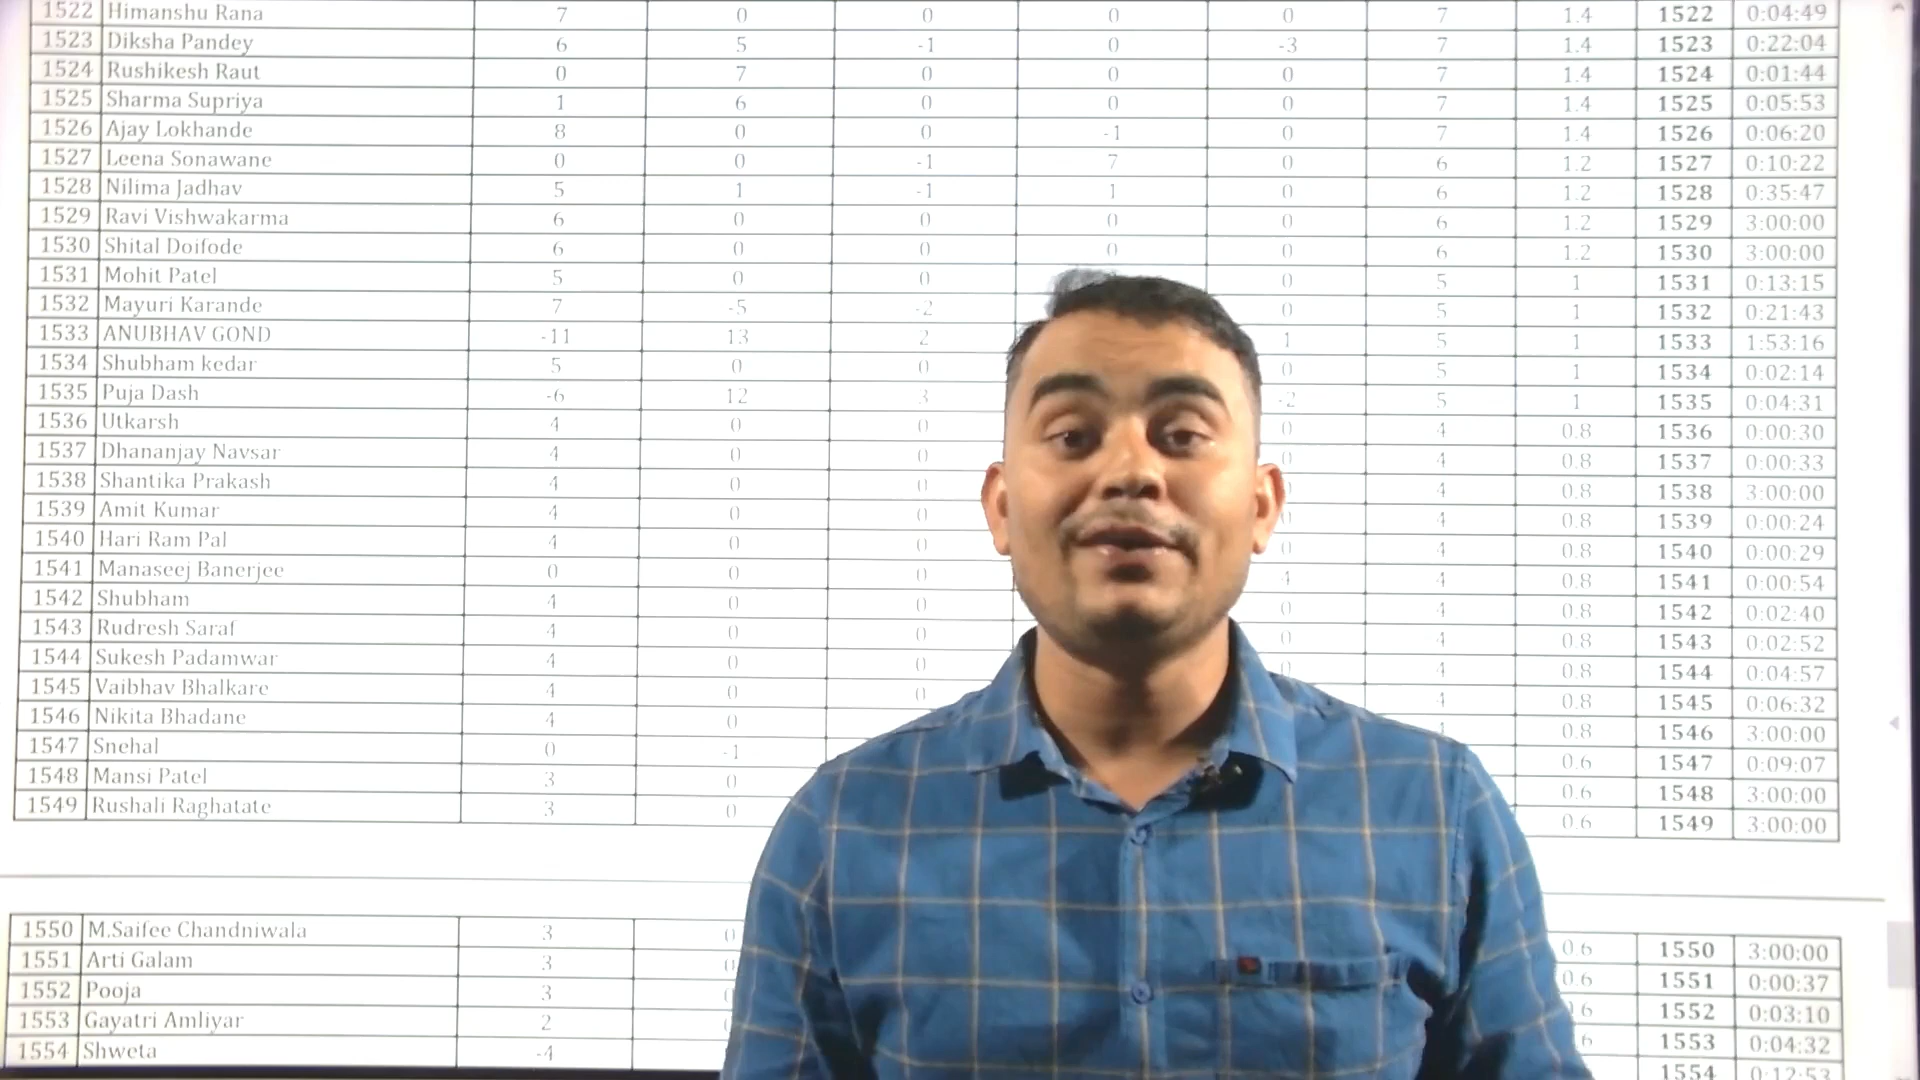 1522 Himanshu Rana 7 0 0 0 0 7 1.4 1522 0:04:49
1523 Diksha Pandey 6 5 -1 0 -3 7 1.4 1523 0:22:04
1524 Rushikesh Raut 0 7 0 0 0 7 1.4 1524 0:01:44
1525 Sharma Supriya 1 6 0 0 0 7 1.4 1525 0:05:53
1526 Ajay Lokhande 8 0 0 -1 0 7 1.4 1526 0:06:20
1527 Leena Sonawane 0 0 -1 7 0 6 1.2 1527 0:10:22
1528 Nilima Jadhav 5 1 -1 1 0 6 1.2 1528 0:35:47
1529 Ravi Vishwakarma 6 0 0 0 0 6 1.2 1529 3:00:00
1530 Shital Doifode 6 0 0 0 0 6 1.2 1530 3:00:00
1531 Mohit Patel 5 0 0 0 5 1 1531 0:13:15
1532 Mayuri Karande 7 -5 -2 0 5 1 1532 0:21:43
1533 ANUBHAV GOND -11 13 2 1 5 1 1533 1:53:16
1534 Shubham kedar 5 0 0 0 5 1 1534 0:02:14
1535 Puja Dash -6 12 3 -2 5 1 1535 0:04:31
1536 Utkarsh 4 0 0 0 4 0.8 1536 0:00:30
1537 Dhananjay Navsar 4 0 0 0 4 0.8 1537 0:00:33
1538 Shantika Prakash 4 0 0 0 4 0.8 1538 3:00:00
1539 Amit Kumar 4 0 0 0 4 0.8 1539 0:00:24
1540 Hari Ram Pal 4 0 0 0 4 0.8 1540 0:00:29
1541 Manaseej Banerjee 0 0 0 4 4 0.8 1541 0:00:54
1542 Shubham 4 0 0 0 4 0.8 1542 0:02:40
1543 Rudresh Saraf 4 0 0 0 4 0.8 1543 0:02:52
1544 Sukesh Padamwar 4 0 0 0 4 0.8 1544 0:04:57
1545 Vaibhav Bhalkare 4 0 0 4 0.8 1545 0:06:32
1546 Nikita Bhadane 4 0 0.8 1546 3:00:00
1547 Snehal 0 -1 0.6 1547 0:09:07
1548 Mansi Patel 3 0 0.6 1548 3:00:00
1549 Rushali Raghatate 3 0 0.6 1549 3:00:00
1550 M.Saifee Chandniwala 3 0 0.6 1550 3:00:00
1551 Arti Galam 3 0 0.6 1551 0:00:37
1552 Pooja 3 1552 0:03:10
1553 Gayatri Amliyar 2 1553 0:04:32
1554 Shweta -4 1554 0:12:53